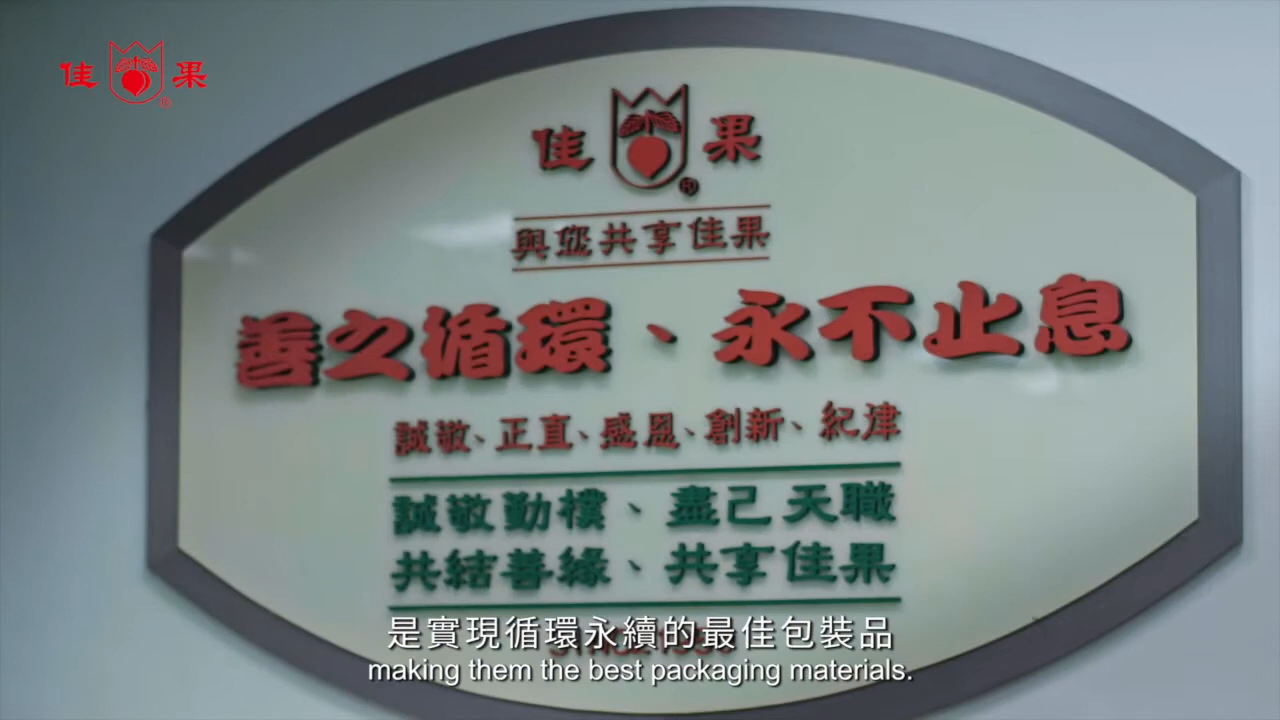 佳果
®
佳果
®
與您共享佳果
善之循環、永不止息
誠敬、正直、感恩、創新、紀津
誠敬勤樸、盡己天職
共結善緣、共享佳果
是實現循環永續的最佳包裝品
making them the best packaging materials.